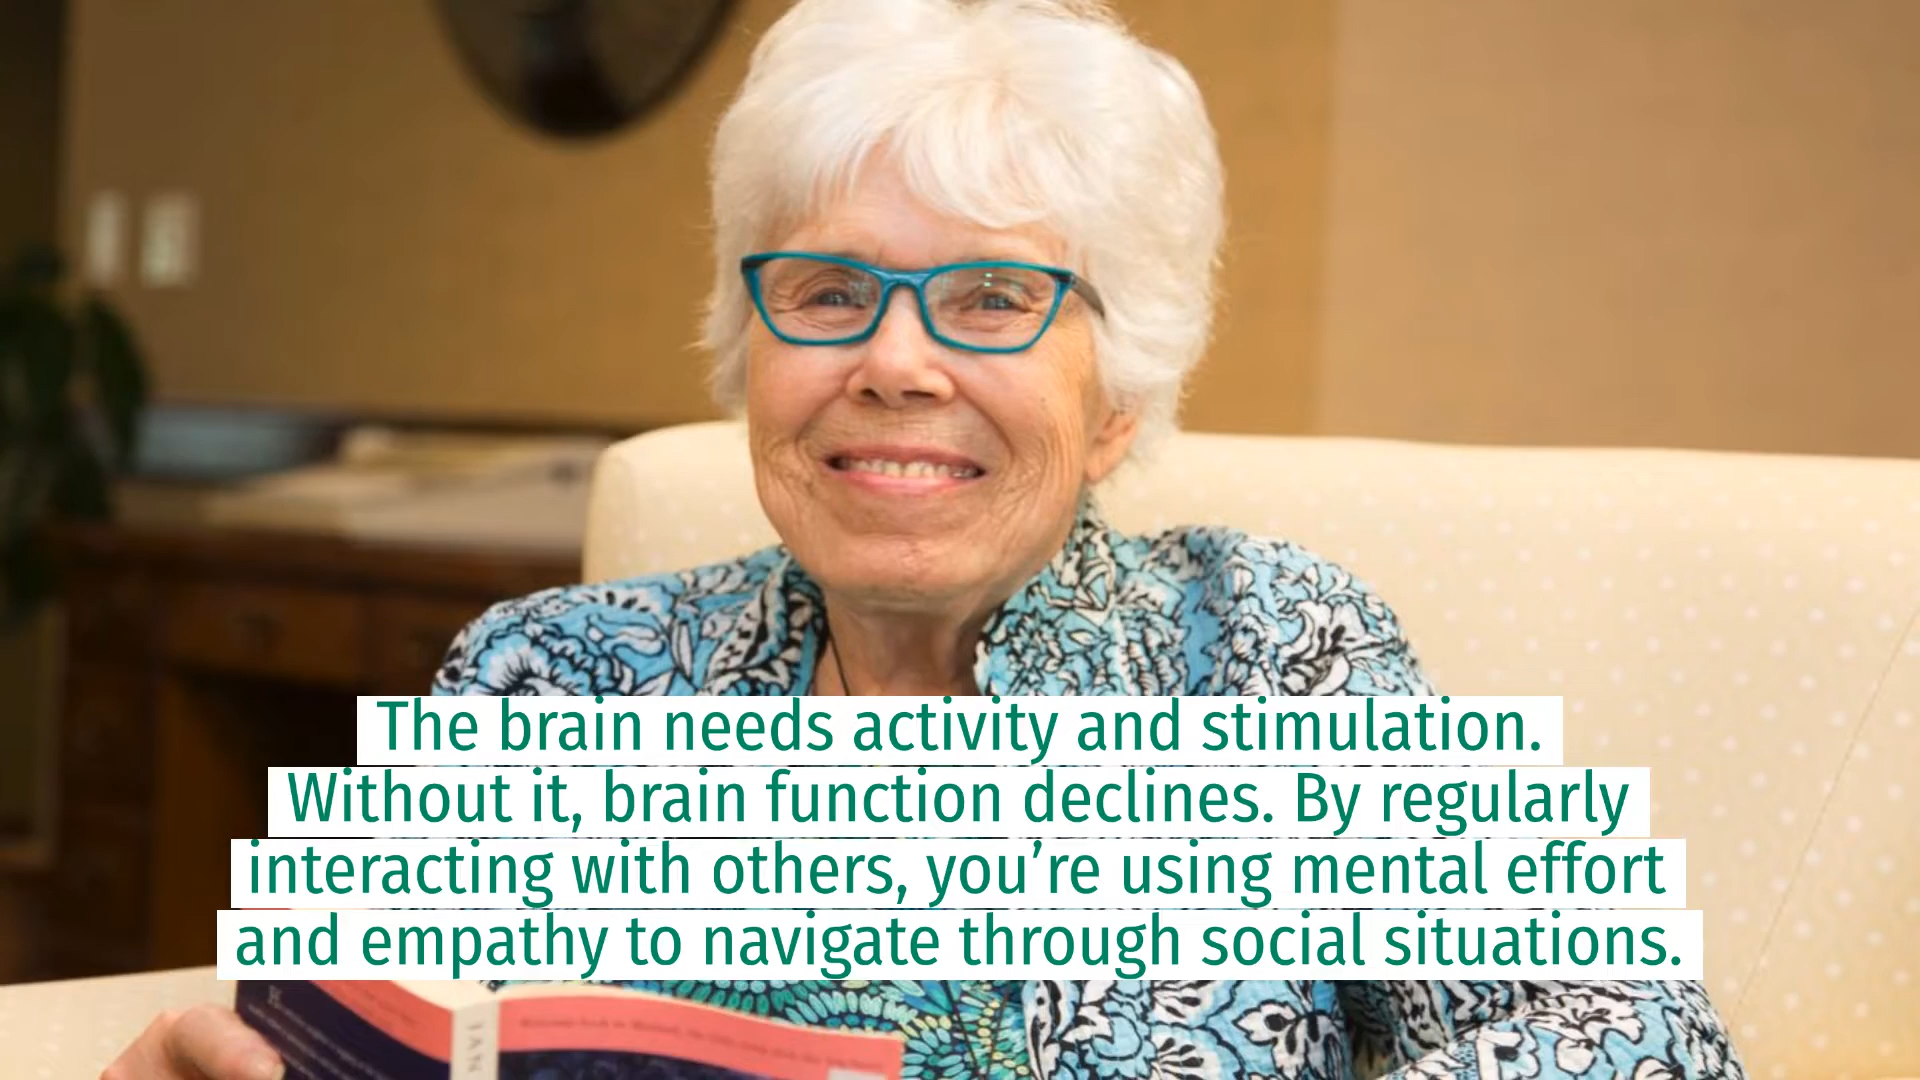 The brain needs activity and stimulation.
Without it, brain function declines. By regularly
interacting with others, you’re using mental effort
and empathy to navigate through social situations.